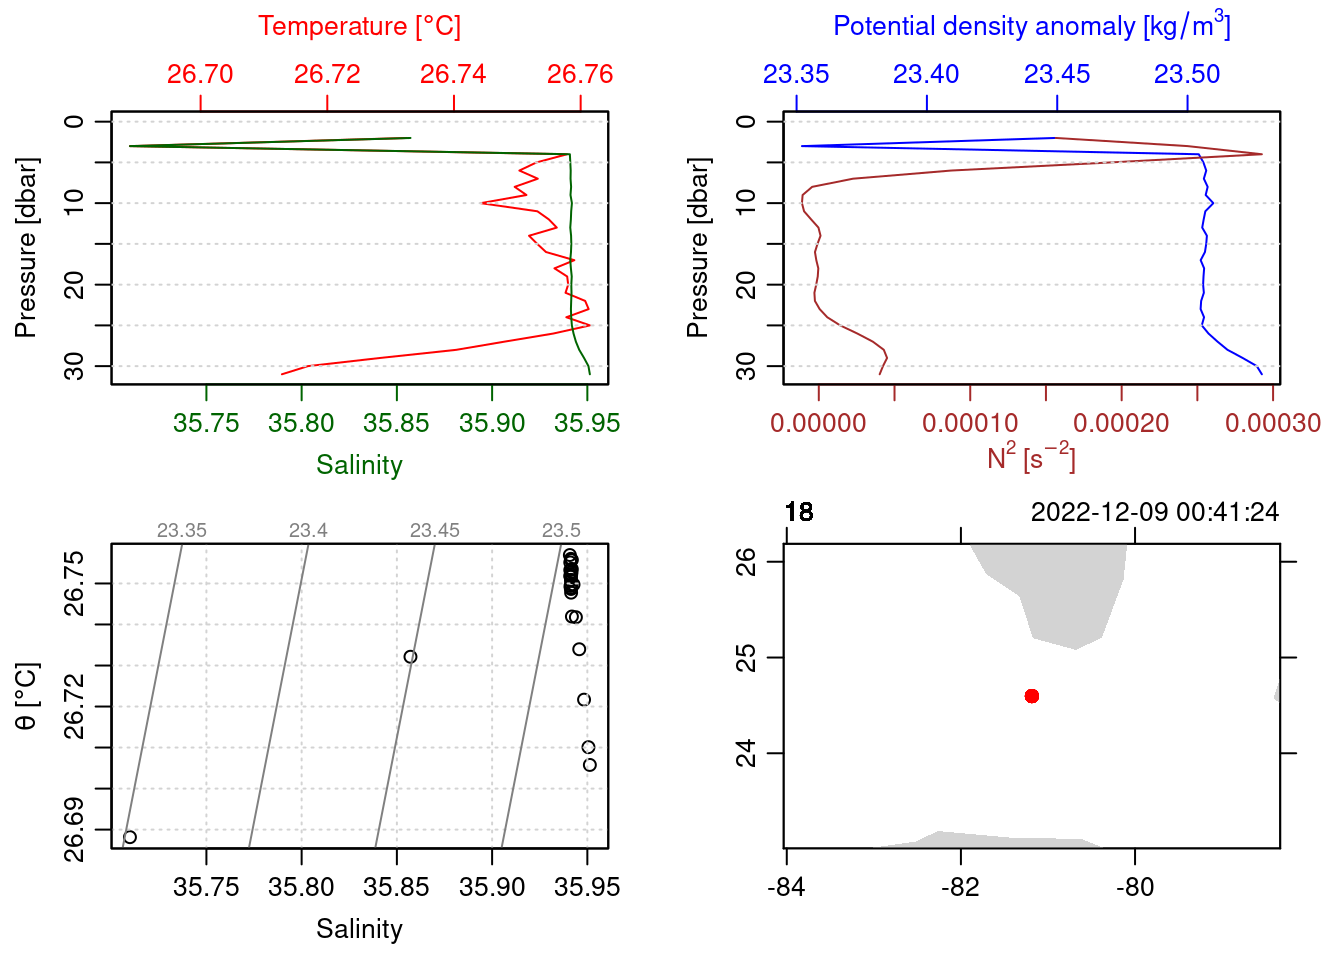 Temperature [°C]
26.70 26.72 26.74 26.76
Pressure [dbar]
0
10
20
30
35.75 35.80 35.85 35.90 35.95
Salinity
Potential density anomaly [kg/m³]
23.35 23.40 23.45 23.50
Pressure [dbar]
0
10
20
30
0.00000 0.00010 0.00020 0.00030
N² [s⁻²]
23.35 23.4 23.45 23.5
θ [°C]
26.75
26.72
26.69
35.75 35.80 35.85 35.90 35.95
Salinity
18 2022-12-09 00:41:24
26
25
24
-84 -82 -80